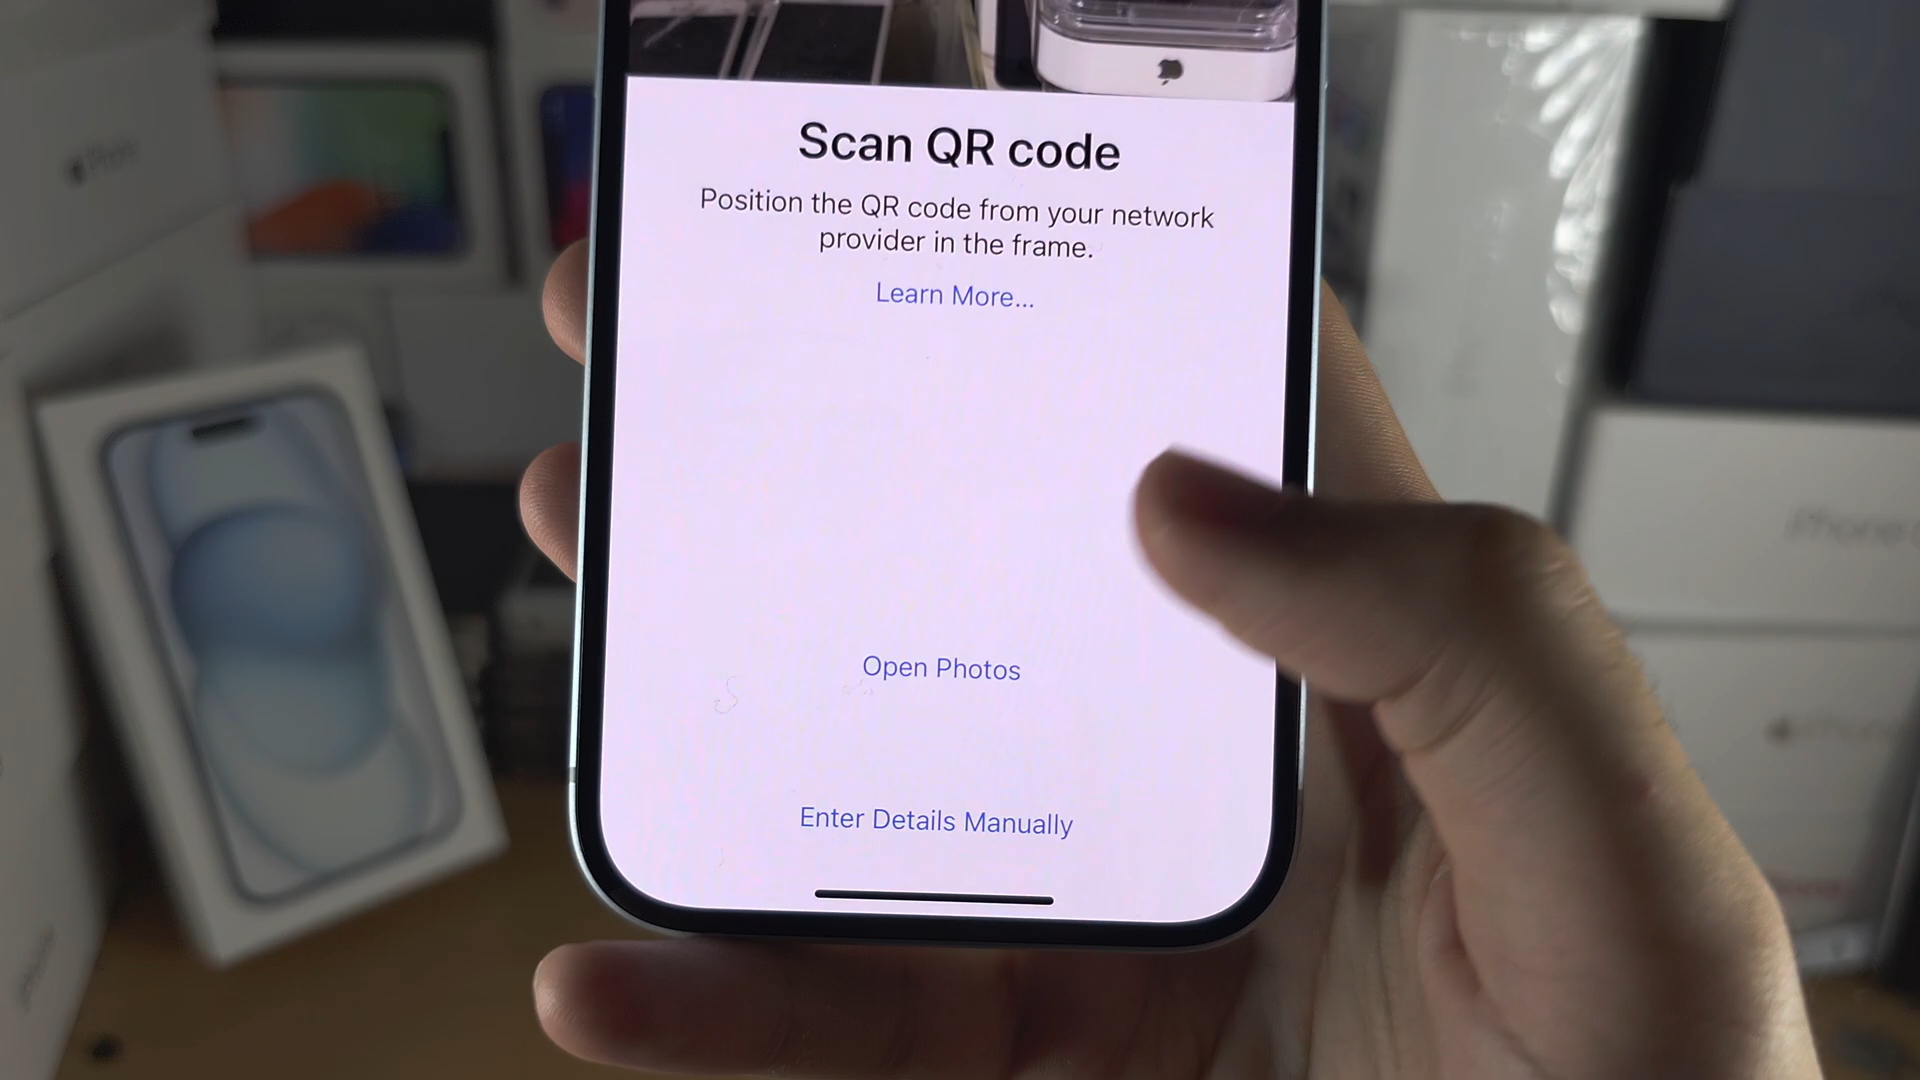 Scan QR code
Position the QR code from your network
provider in the frame.
Learn More...
Open Photos
Enter Details Manually
iPhone